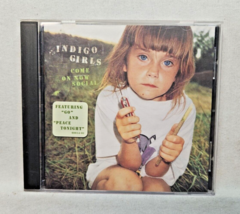 INDIGO
GIRLS
COME
ON NOW
SOCIAL
FEATURING
"GO"
AND
"PEACE
TONIGHT"